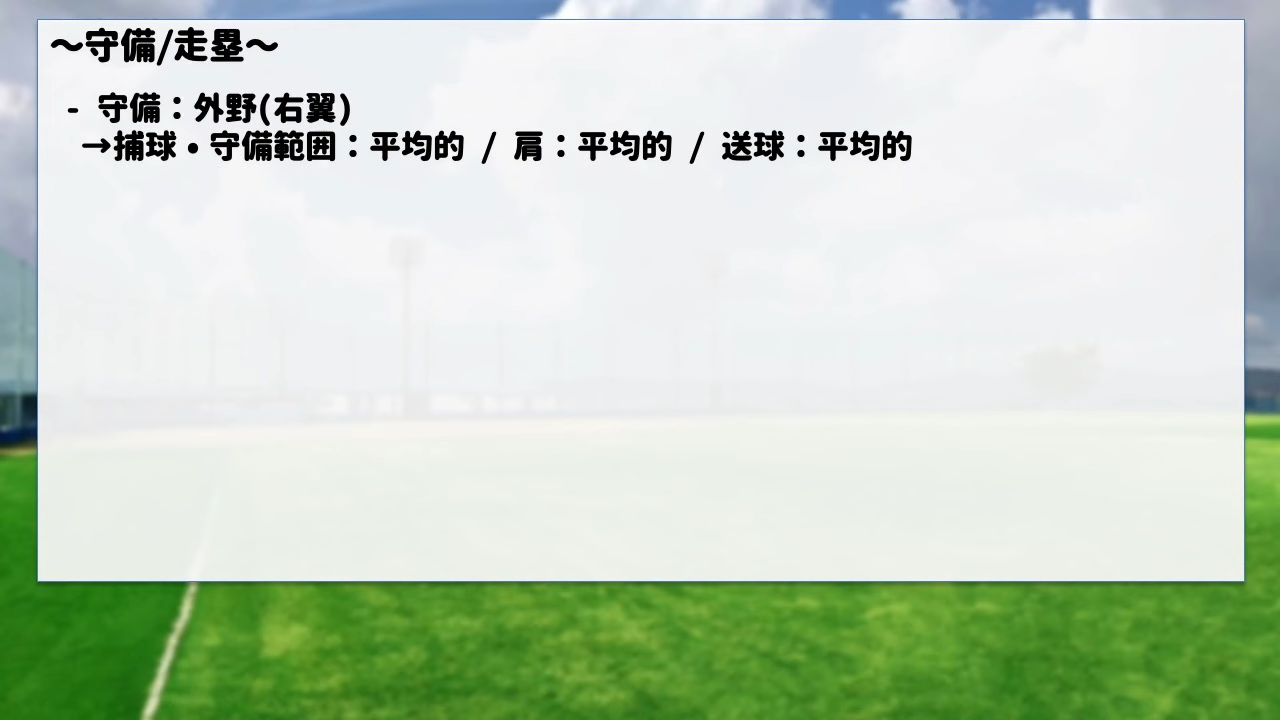 ～守備/走塁～
- 守備：外野(右翼)
→捕球・守備範囲：平均的 / 肩：平均的 / 送球：平均的